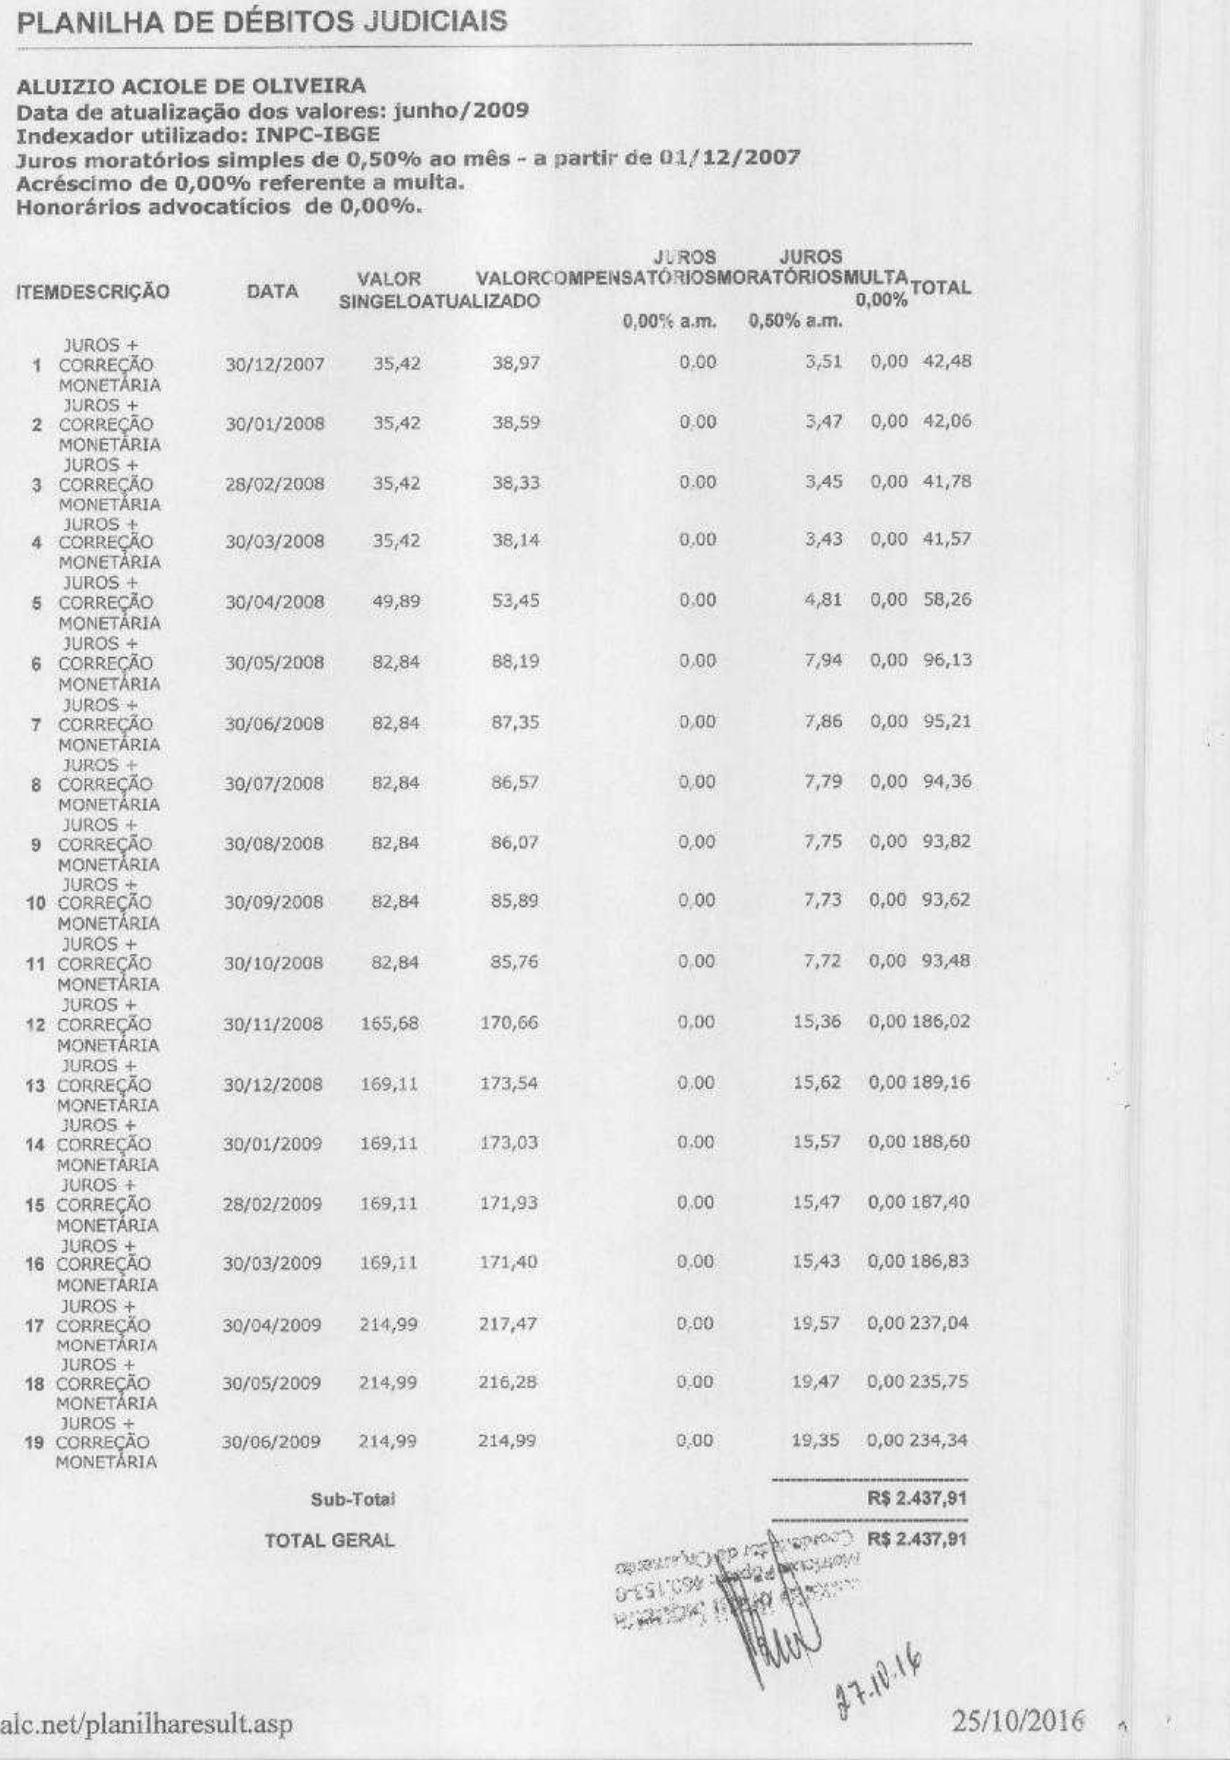 PLANILHA DE DÉBITOS JUDICIAIS
ALUIZIO ACIOLE DE OLIVEIRA
Data de atualização dos valores: junho/2009
Indexador utilizado: INPC-IBGE
Juros moratórios simples de 0,50% ao mês - a partir de 01/12/2007
Acréscimo de 0,00% referente a multa.
Honorários advocatícios de 0,00%.
JUROS JUROS
VALOR VALORCOMPENSATÓRIOSMORATÓRIOSMULTA
ITEMDESCRIÇÃO DATA SINGELOATUALIZADO 0,00% TOTAL
0,00% a.m. 0,50% a.m.
JUROS +
1 CORREÇÃO 30/12/2007 35,42 38,97 0,00 3,51 0,00 42,48
MONETÁRIA
JUROS +
2 CORREÇÃO 30/01/2008 35,42 38,59 0,00 3,47 0,00 42,06
MONETÁRIA
JUROS +
3 CORREÇÃO 28/02/2008 35,42 38,33 0,00 3,45 0,00 41,78
MONETÁRIA
JUROS +
4 CORREÇÃO 30/03/2008 35,42 38,14 0,00 3,43 0,00 41,57
MONETÁRIA
JUROS +
5 CORREÇÃO 30/04/2008 49,89 53,45 0,00 4,81 0,00 58,26
MONETÁRIA
JUROS +
6 CORREÇÃO 30/05/2008 82,84 88,19 0,00 7,94 0,00 96,13
MONETÁRIA
JUROS +
7 CORREÇÃO 30/06/2008 82,84 87,35 0,00 7,86 0,00 95,21
MONETÁRIA
JUROS +
8 CORREÇÃO 30/07/2008 82,84 86,57 0,00 7,79 0,00 94,36
MONETÁRIA
JUROS +
9 CORREÇÃO 30/08/2008 82,84 86,07 0,00 7,75 0,00 93,82
MONETÁRIA
JUROS +
10 CORREÇÃO 30/09/2008 82,84 85,89 0,00 7,73 0,00 93,62
MONETÁRIA
JUROS +
11 CORREÇÃO 30/10/2008 82,84 85,76 0,00 7,72 0,00 93,48
MONETÁRIA
JUROS +
12 CORREÇÃO 30/11/2008 165,68 170,66 0,00 15,36 0,00 186,02
MONETÁRIA
JUROS +
13 CORREÇÃO 30/12/2008 169,11 173,54 0,00 15,62 0,00 189,16
MONETÁRIA
JUROS +
14 CORREÇÃO 30/01/2009 169,11 173,03 0,00 15,57 0,00 188,60
MONETÁRIA
JUROS +
15 CORREÇÃO 28/02/2009 169,11 171,93 0,00 15,47 0,00 187,40
MONETÁRIA
JUROS +
16 CORREÇÃO 30/03/2009 169,11 171,40 0,00 15,43 0,00 186,83
MONETÁRIA
JUROS +
17 CORREÇÃO 30/04/2009 214,99 217,47 0,00 19,57 0,00 237,04
MONETÁRIA
JUROS +
18 CORREÇÃO 30/05/2009 214,99 216,28 0,00 19,47 0,00 235,75
MONETÁRIA
JUROS +
19 CORREÇÃO 30/06/2009 214,99 214,99 0,00 19,35 0,00 234,34
MONETÁRIA
Sub-Total R$ 2.437,91
TOTAL GERAL R$ 2.437,91
27.10.16
alc.net/planilharesult.asp 25/10/2016